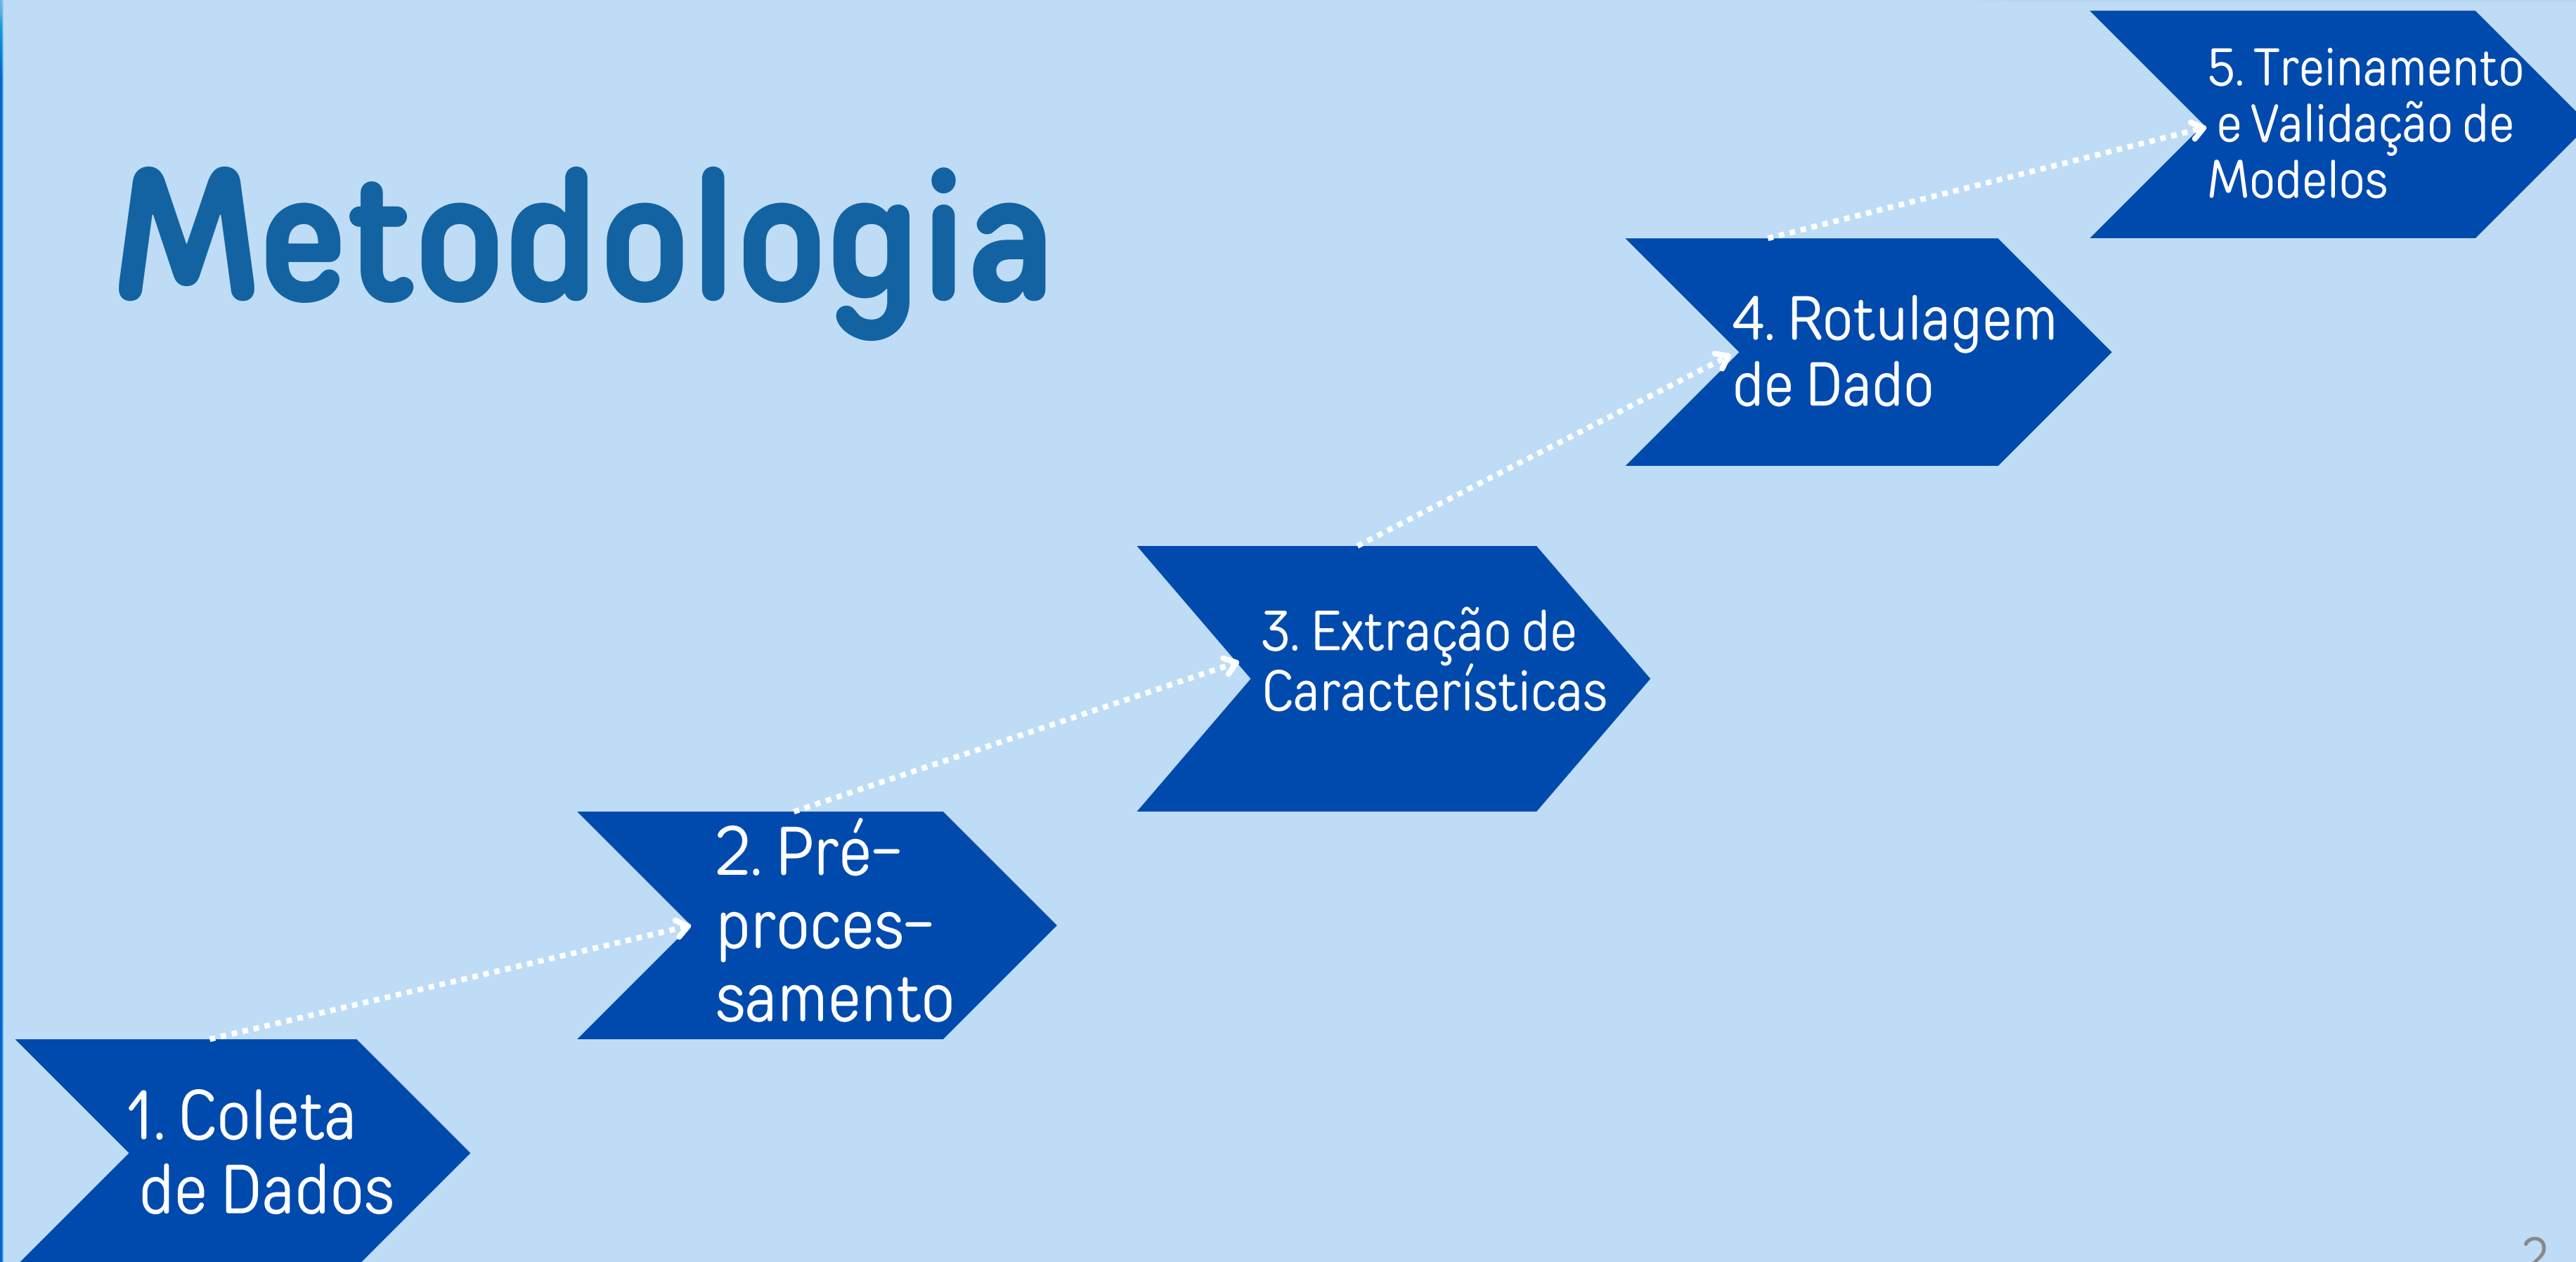 Metodologia
1. Coleta
de Dados
2. Pré-
proces-
samento
3. Extração de
Características
4. Rotulagem
de Dado
5. Treinamento
e Validação de
Modelos
2